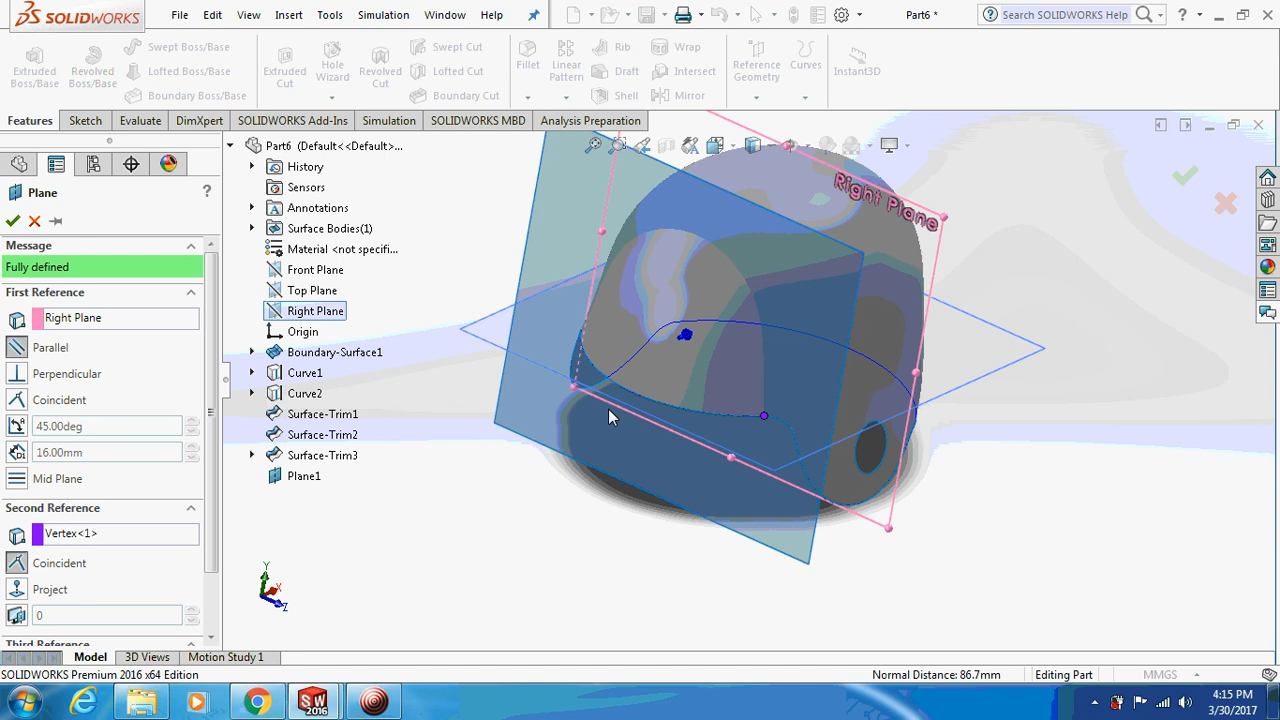 SOLIDWORKS File Edit View Insert Tools Simulation Window Help Part6 * Search SOLIDWORKS Help ?
Extruded Boss/Base
Revolved Boss/Base
Swept Boss/Base
Lofted Boss/Base
Boundary Boss/Base
Extruded Cut
Hole Wizard
Revolved Cut
Swept Cut
Lofted Cut
Boundary Cut
Fillet
Linear Pattern
Rib
Draft
Shell
Wrap
Intersect
Mirror
Reference Geometry
Curves
Instant3D
Features Sketch Evaluate DimXpert SOLIDWORKS Add-Ins Simulation SOLIDWORKS MBD Analysis Preparation
Plane ?
Message
Fully defined
First Reference
Right Plane
Parallel
Perpendicular
Coincident
45.00deg
16.00mm
Mid Plane
Second Reference
Vertex<1>
Coincident
Project
0
Third Reference
Part6 (Default<<Default>...
History
Sensors
Annotations
Surface Bodies(1)
Material <not specifi...
Front Plane
Top Plane
Right Plane
Origin
Boundary-Surface1
Curve1
Curve2
Surface-Trim1
Surface-Trim2
Surface-Trim3
Plane1
Right Plane
Y
X
Z
Model 3D Views Motion Study 1
SOLIDWORKS Premium 2016 x64 Edition Normal Distance: 86.7mm Editing Part MMGS
SW 2016
4:15 PM
3/30/2017